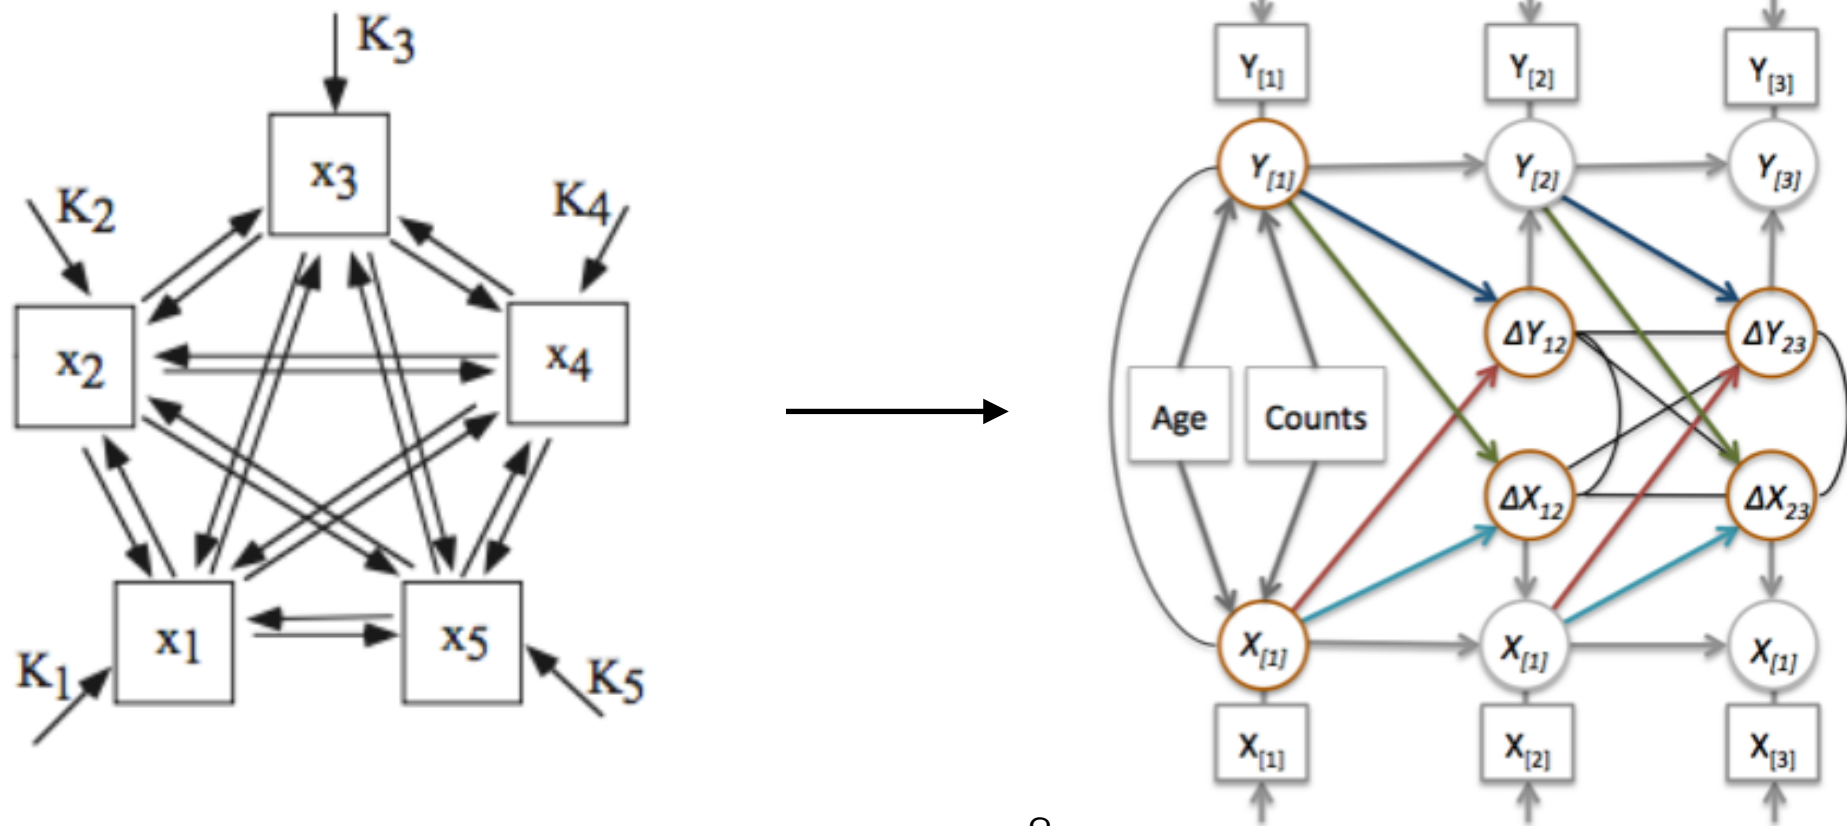 K3
x3
K2
K4
x2
x4
x1
x5
K1
K5
Y[1]
Y[2]
Y[3]
Y[1]
Y[2]
Y[3]
ΔY12
ΔY23
Age
Counts
ΔX12
ΔX23
X[1]
X[1]
X[1]
X[1]
X[2]
X[3]